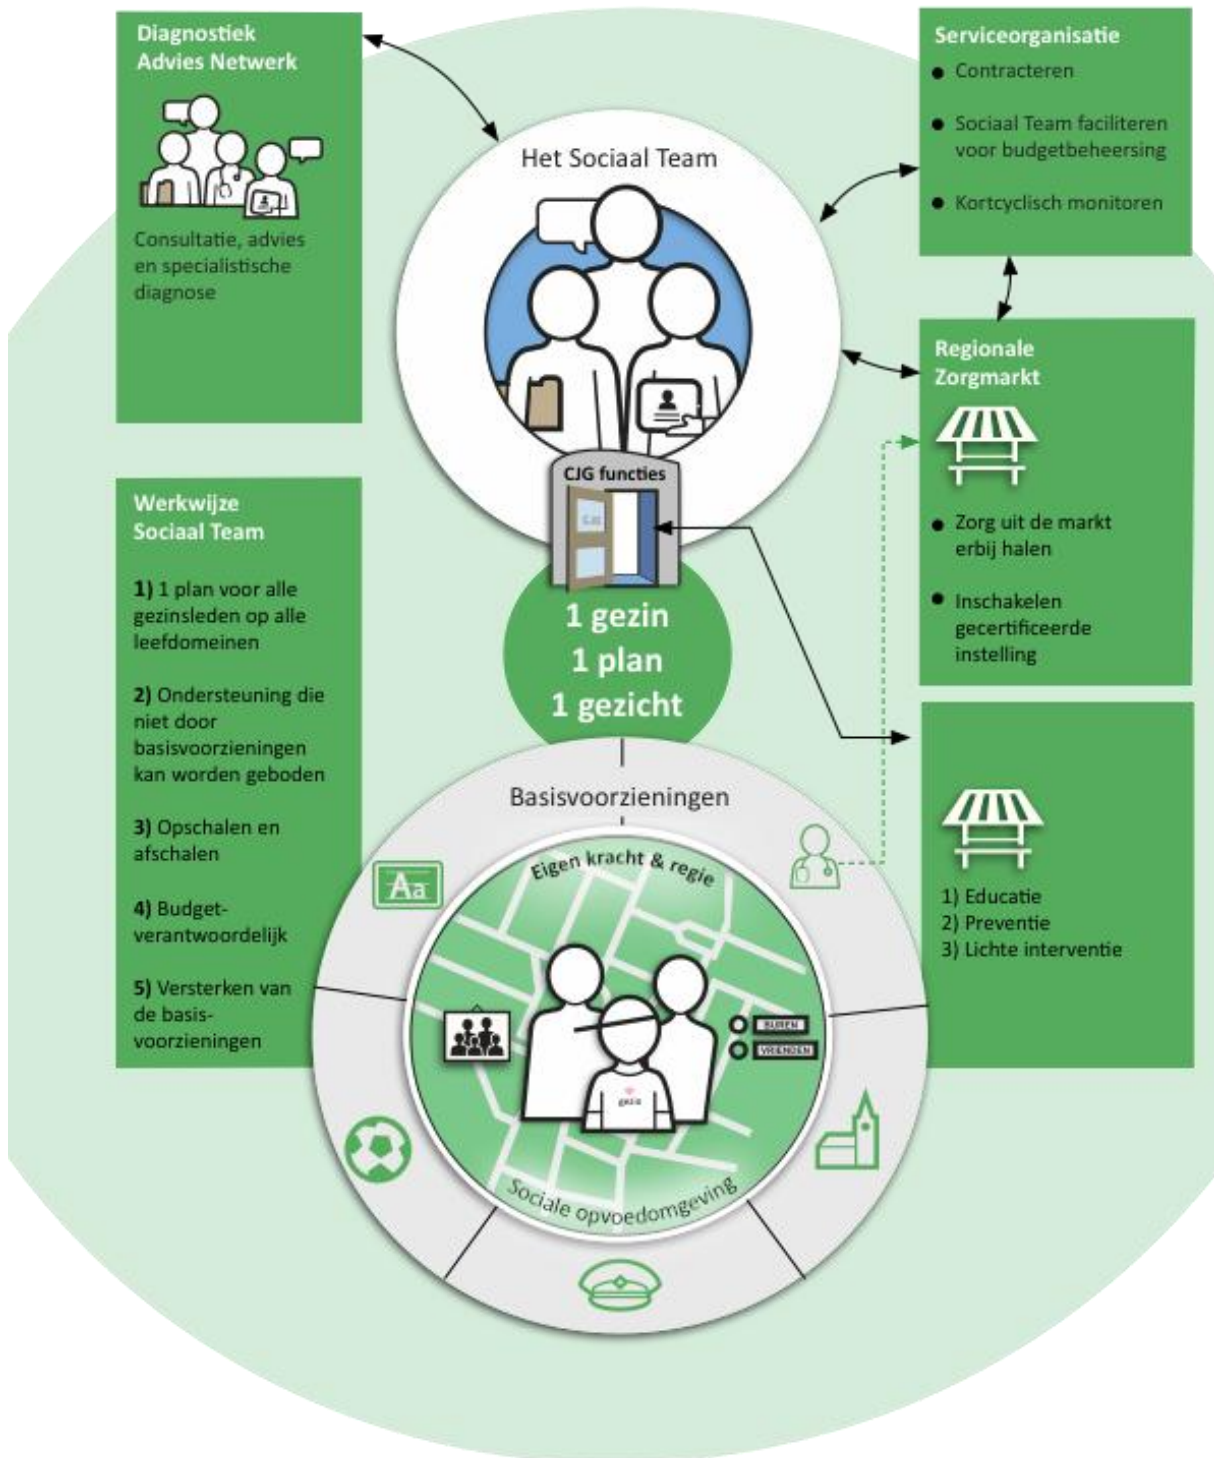 Diagnostiek
Advies Netwerk
Consultatie, advies
en specialistische
diagnose
Het Sociaal Team
Serviceorganisatie
Contracteren
Sociaal Team faciliteren
voor budgetbeheersing
Kortcyclisch monitoren
Regionale
Zorgmarkt
Zorg uit de markt
erbij halen
Inschakelen
gecertificeerde
instelling
CJG functies
CJG
1 gezin
1 plan
1 gezicht
Werkwijze
Sociaal Team
1) 1 plan voor alle
gezinsleden op alle
leefdomeinen
2) Ondersteuning die
niet door
basisvoorzieningen
kan worden geboden
3) Opschalen en
afschalen
4) Budget-
verantwoordelijk
5) Versterken van
de basis-
voorzieningen
1) Educatie
2) Preventie
3) Lichte interventie
Basisvoorzieningen
Aa
Eigen kracht & regie
BUREN
VRIENDEN
gezin
Sociale opvoedomgeving